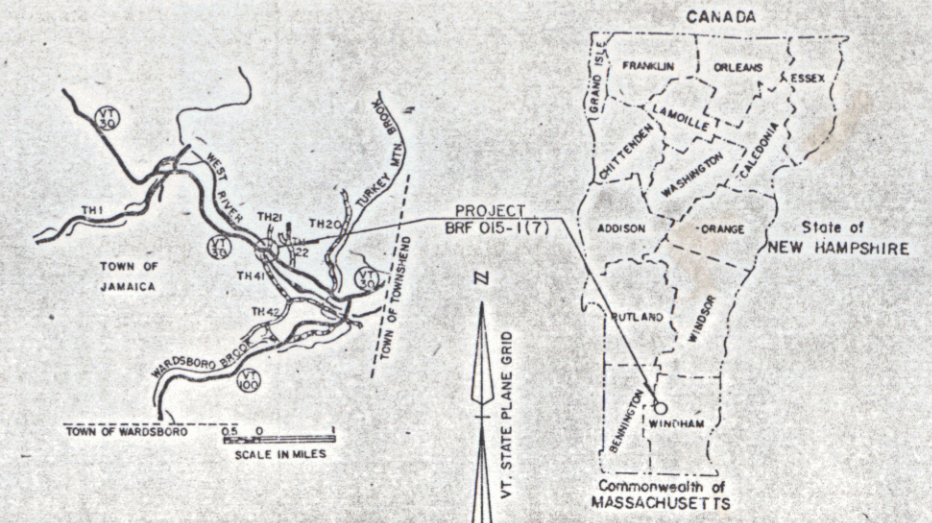 CANADA
GRAND ISLE
FRANKLIN
ORLEANS
ESSEX
LAMOILLE
CHITTENDEN
WASHINGTON
CALEDONIA
ADDISON
ORANGE
State of
NEW HAMPSHIRE
RUTLAND
WINDSOR
BENNINGTON
WINDHAM
Commonwealth of
MASSACHUSETTS
VT
30
WEST RIVER
TURKEY MTN. BROOK
TH1
TH21
TH20
PROJECT
BRF 015-1(7)
VT
30
TH
22
TOWN OF
JAMAICA
TH41
VT
30
TH42
TOWN OF TOWNSHEND
WARDSBORO BROOK
VT
100
TOWN OF WARDSBORO
0.5 0 1
SCALE IN MILES
N
VT. STATE PLANE GRID